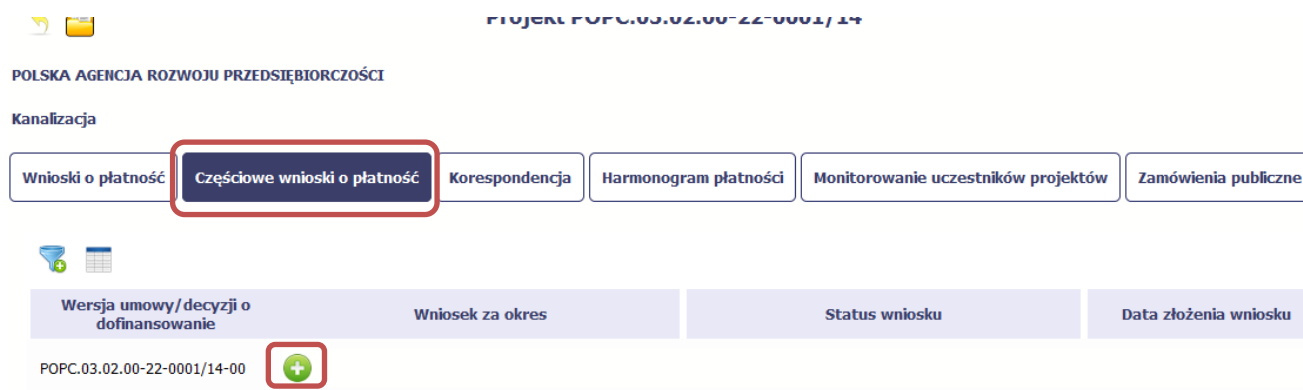 Projekt POPC.03.02.00-22-0001/14
POLSKA AGENCJA ROZWOJU PRZEDSIĘBIORCZOŚCI
Kanalizacja
Wnioski o płatność Częściowe wnioski o płatność Korespondencja Harmonogram płatności Monitorowanie uczestników projektów Zamówienia publiczne
Wersja umowy/decyzji o dofinansowanie Wniosek za okres Status wniosku Data złożenia wniosku
POPC.03.02.00-22-0001/14-00